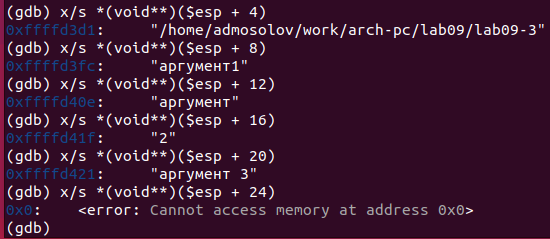 (gdb) x/s *(void**)($esp + 4)
0xffffd3d1:     "/home/admosolov/work/arch-pc/lab09/lab09-3"
(gdb) x/s *(void**)($esp + 8)
0xffffd3fc:     "аргумент1"
(gdb) x/s *(void**)($esp + 12)
0xffffd40e:     "аргумент"
(gdb) x/s *(void**)($esp + 16)
0xffffd41f:     "2"
(gdb) x/s *(void**)($esp + 20)
0xffffd421:     "аргумент 3"
(gdb) x/s *(void**)($esp + 24)
0x0:     <error: Cannot access memory at address 0x0>
(gdb)